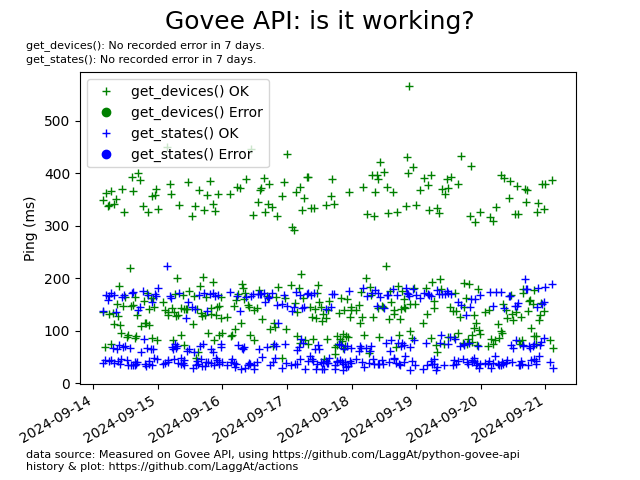 Govee API: is it working?
get_devices(): No recorded error in 7 days.
get_states(): No recorded error in 7 days.
get_devices() OK
get_devices() Error
get_states() OK
get_states() Error
Ping (ms)
500
400
300
200
100
0
2024-09-14
2024-09-15
2024-09-16
2024-09-17
2024-09-18
2024-09-19
2024-09-20
2024-09-21
data source: Measured on Govee API, using https://github.com/LaggAt/python-govee-api
history & plot: https://github.com/LaggAt/actions